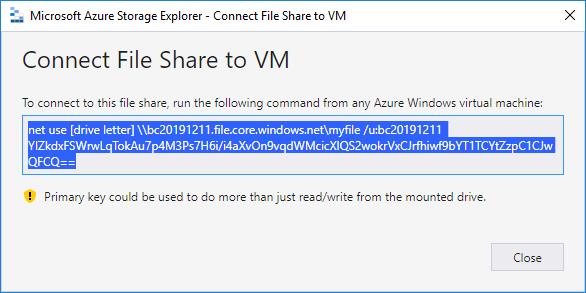 Microsoft Azure Storage Explorer - Connect File Share to VM
Connect File Share to VM
To connect to this file share, run the following command from any Azure Windows virtual machine:
net use [drive letter] \\bc20191211.file.core.windows.net\myfile /u:bc20191211
YIZkdxFSWrwLqTokAu7p4M3Ps7H6i/i4aXvOn9vqdWMcicXlQS2wokrVxCJrfhiwf9bYT1TCYtZzpC1CJw
QFCQ==
Primary key could be used to do more than just read/write from the mounted drive.
Close